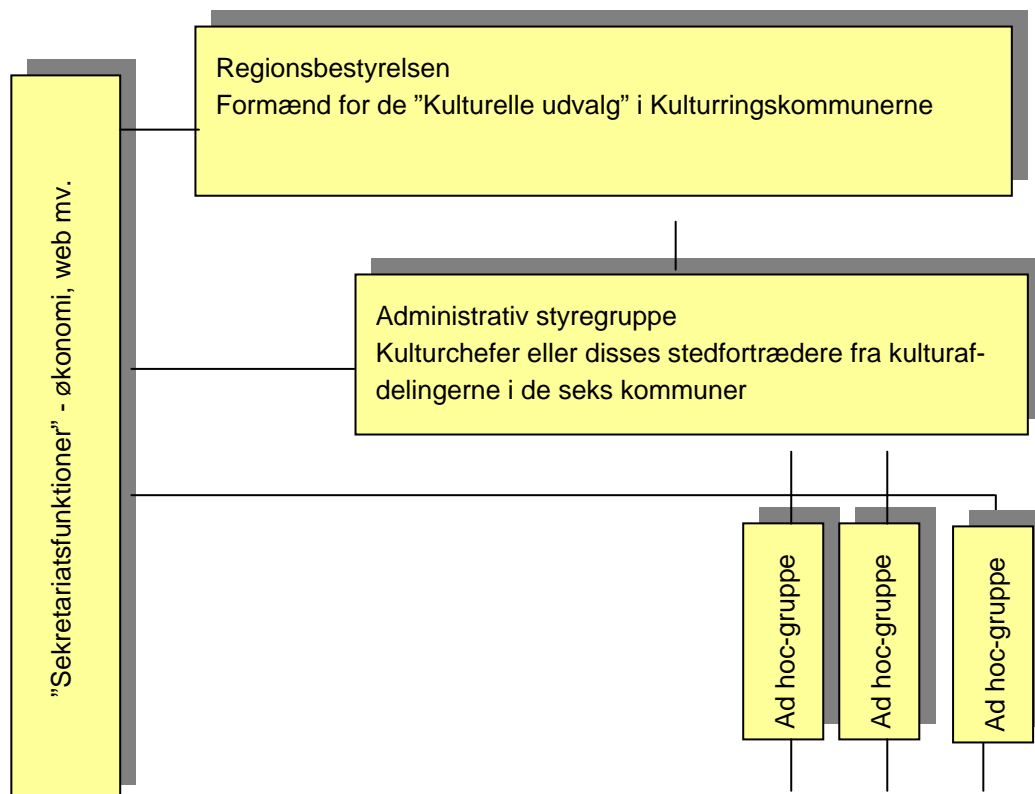 Regionsbestyrelsen
Formænd for de ”Kulturelle udvalg” i Kulturringskommunerne
”Sekretariatsfunktioner” - økonomi, web mv.
Administrativ styregruppe
Kulturchefer eller disses stedfortrædere fra kulturaf-
delingerne i de seks kommuner
Ad hoc-gruppe
Ad hoc-gruppe
Ad hoc-gruppe